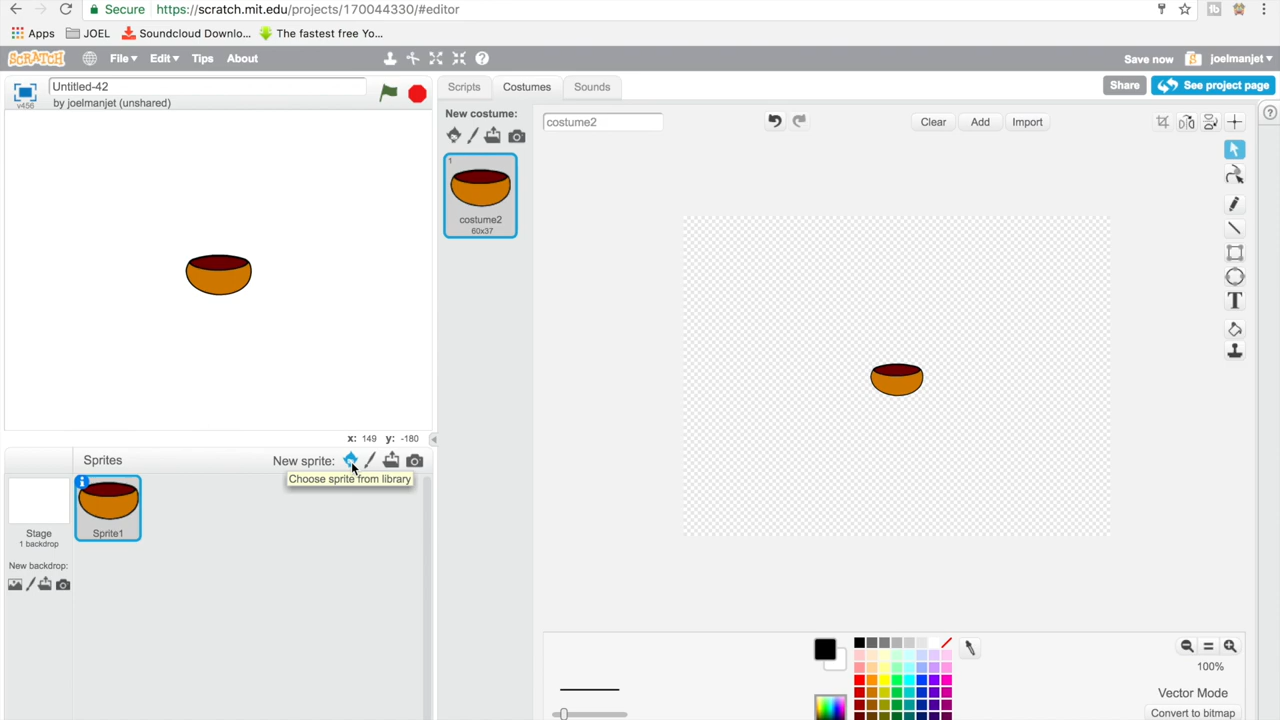 Secure https://scratch.mit.edu/projects/170044330/#editor
Apps JOEL Soundcloud Downlo... The fastest free Yo...
SCRATCH File Edit Tips About Save now joelmanjet
Untitled-42
by joelmanjet (unshared)
v456
Scripts Costumes Sounds
Share See project page
New costume:
costume2
Clear Add Import
1
costume2
60x37
T
x: 149 y: -180
Sprites New sprite:
Choose sprite from library
Sprite1
Stage
1 backdrop
New backdrop:
100%
Vector Mode
Convert to bitmap